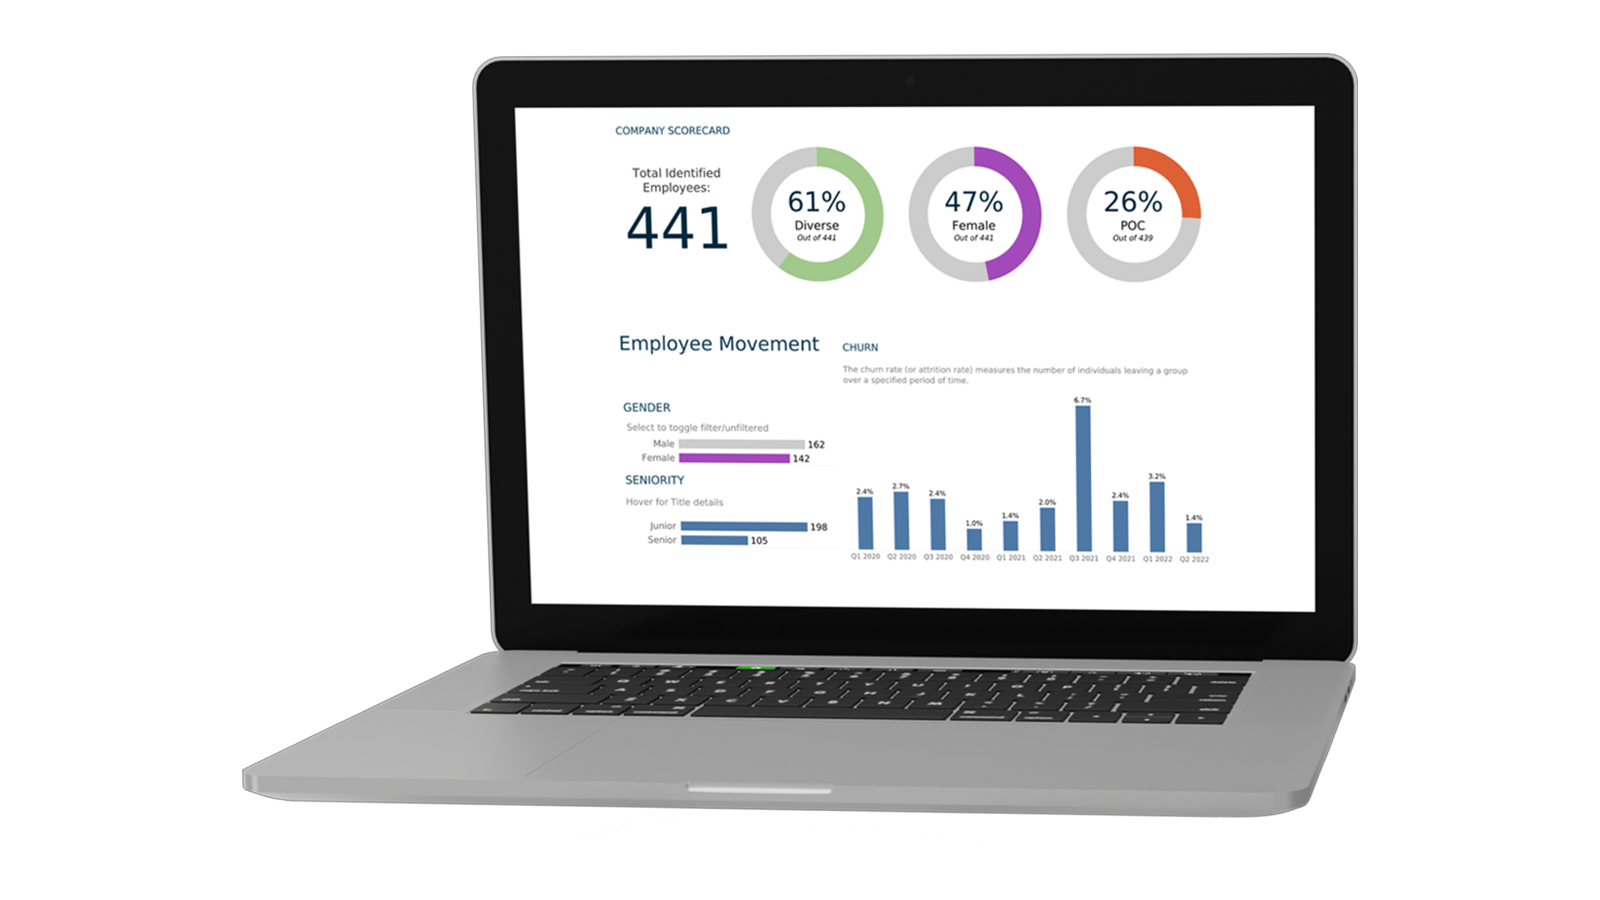 COMPANY SCORECARD
Total Identified
Employees:
441
61%
Diverse
Out of 441
47%
Female
Out of 441
26%
POC
Out of 439
Employee Movement
GENDER
Select to toggle filter/unfiltered
Male 162
Female 142
SENIORITY
Hover for Title details
Junior 198
Senior 105
CHURN
The churn rate (or attrition rate) measures the number of individuals leaving a group
over a specified period of time.
2.4% 2.7% 2.4% 1.0% 1.4% 2.0% 6.7% 2.4% 3.2% 1.4%
Q1 2020 Q2 2020 Q3 2020 Q4 2020 Q1 2021 Q2 2021 Q3 2021 Q4 2021 Q1 2022 Q2 2022